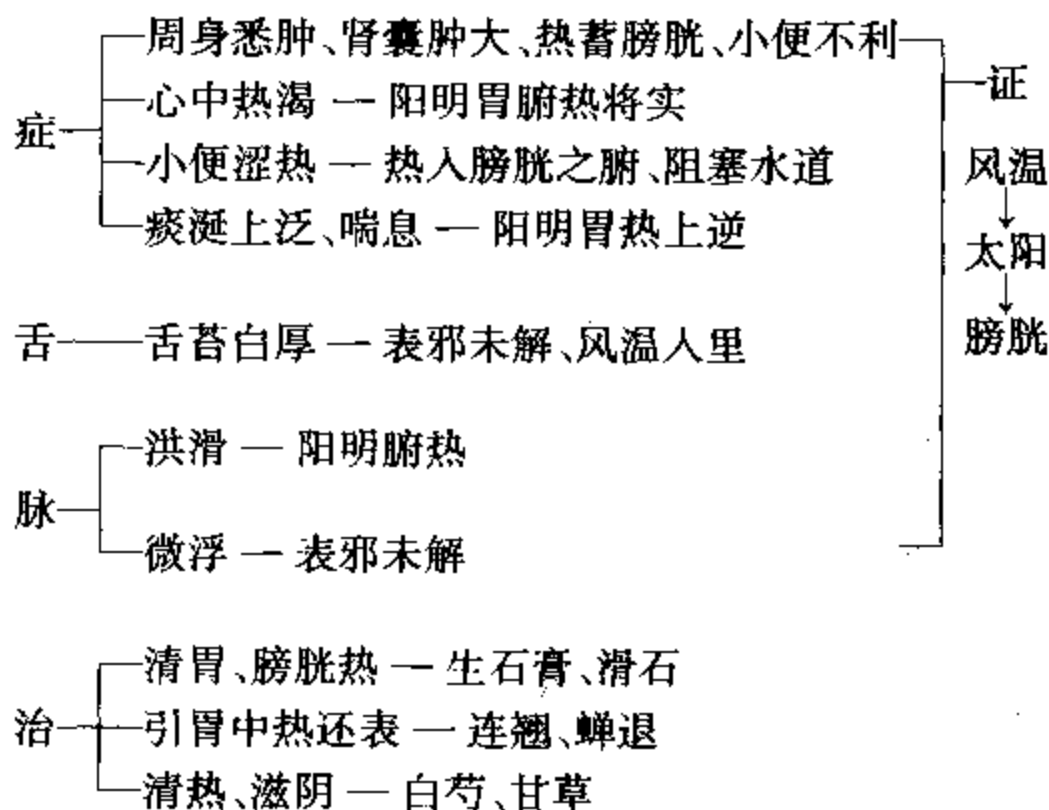 周身悉肿、肾囊肿大、热蓄膀胱、小便不利
证
心中热渴 — 阳明胃腑热将实
症
小便涩热 — 热入膀胱之腑、阻塞水道
风温
痰涎上泛、喘息 — 阳明胃热上逆
太阳
舌 舌苔白厚 — 表邪未解、风温人里
膀胱
洪滑 — 阳明腑热
脉
微浮 — 表邪未解
清胃、膀胱热 — 生石膏、滑石
治 引胃中热还表 — 连翘、蝉退
清热、滋阴 — 白芍、甘草